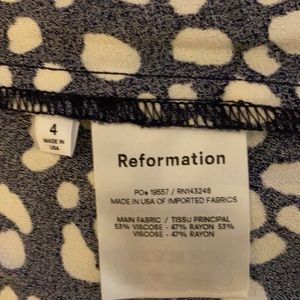 4
MADE IN
USA
Reformation
PO# 19557 / RN143248
MADE IN USA OF IMPORTED FABRICS
MAIN FABRIC / TISSU PRINCIPAL
53% VISCOSE - 47% RAYON 53%
VISCOSE - 47% RAYON